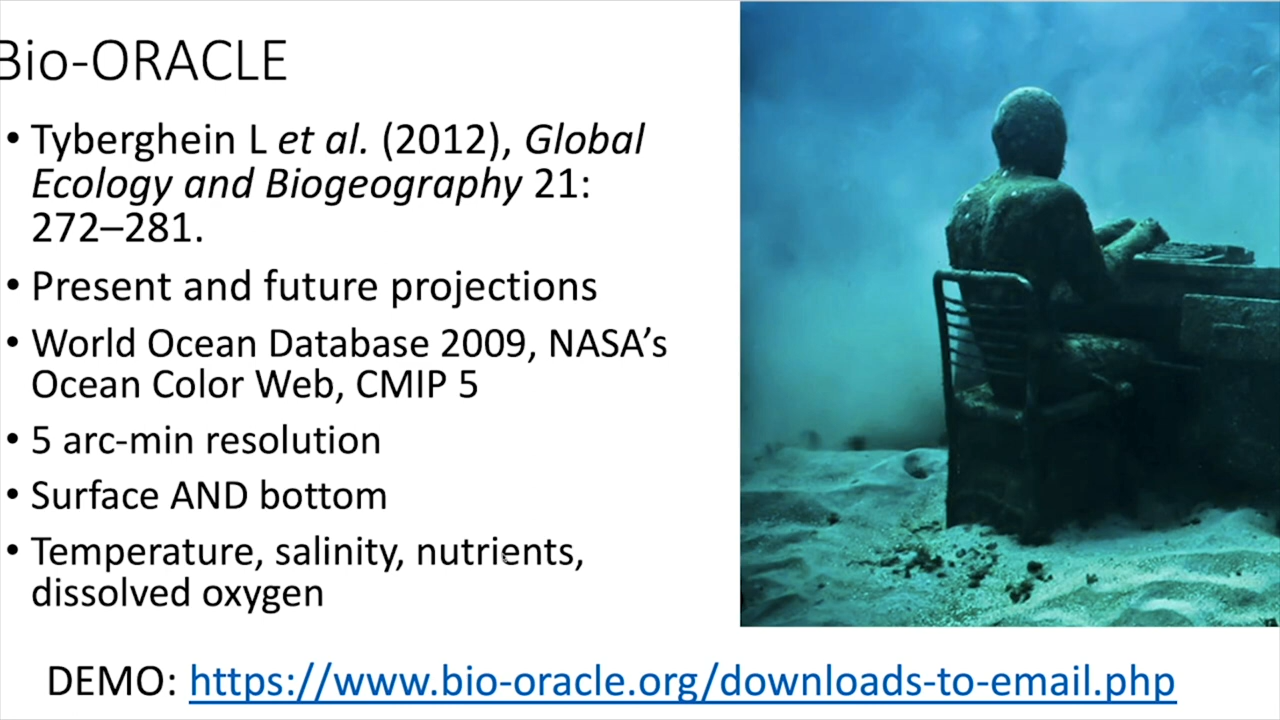 Bio-ORACLE
• Tyberghein L et al. (2012), Global
Ecology and Biogeography 21:
272–281.
• Present and future projections
• World Ocean Database 2009, NASA’s
Ocean Color Web, CMIP 5
• 5 arc-min resolution
• Surface AND bottom
• Temperature, salinity, nutrients,
dissolved oxygen
DEMO: https://www.bio-oracle.org/downloads-to-email.php